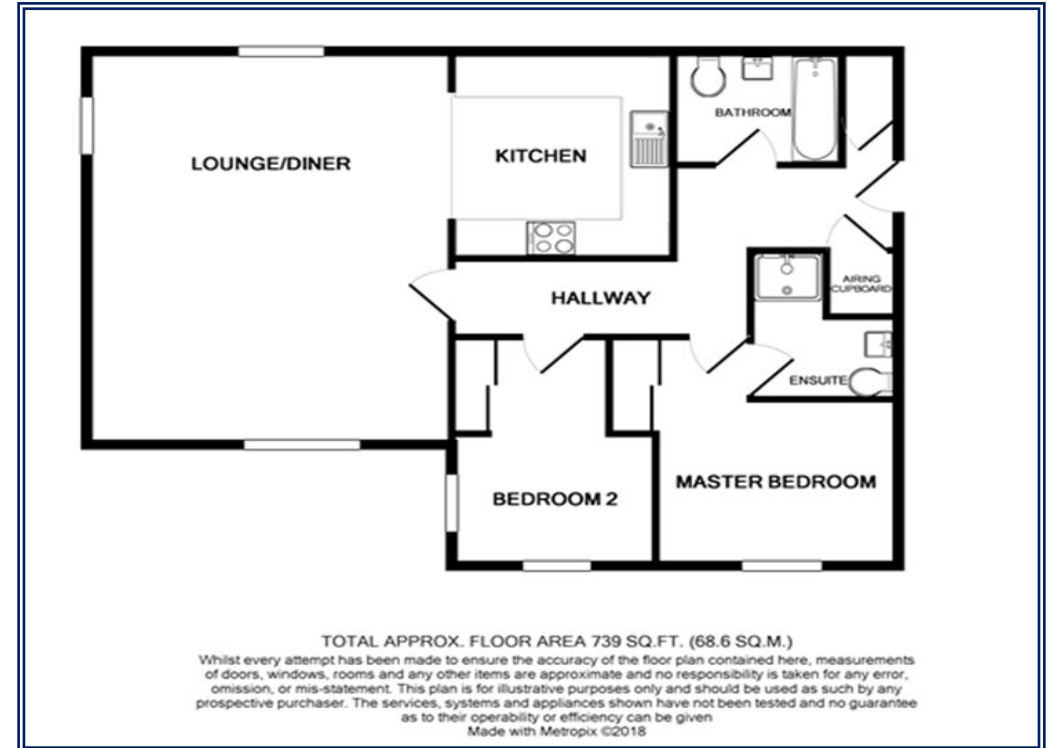 BATHROOM
LOUNGE/DINER
KITCHEN
AIRING
CUPBOARD
HALLWAY
ENSUITE
MASTER BEDROOM
BEDROOM 2
TOTAL APPROX. FLOOR AREA 739 SQ.FT. (68.6 SQ.M.)
Whilst every attempt has been made to ensure the accuracy of the floor plan contained here, measurements
of doors, windows, rooms and any other items are approximate and no responsibility is taken for any error,
omission, or mis-statement. This plan is for illustrative purposes only and should be used as such by any
prospective purchaser. The services, systems and appliances shown have not been tested and no guarantee
as to their operability or efficiency can be given
Made with Metropix ©2018